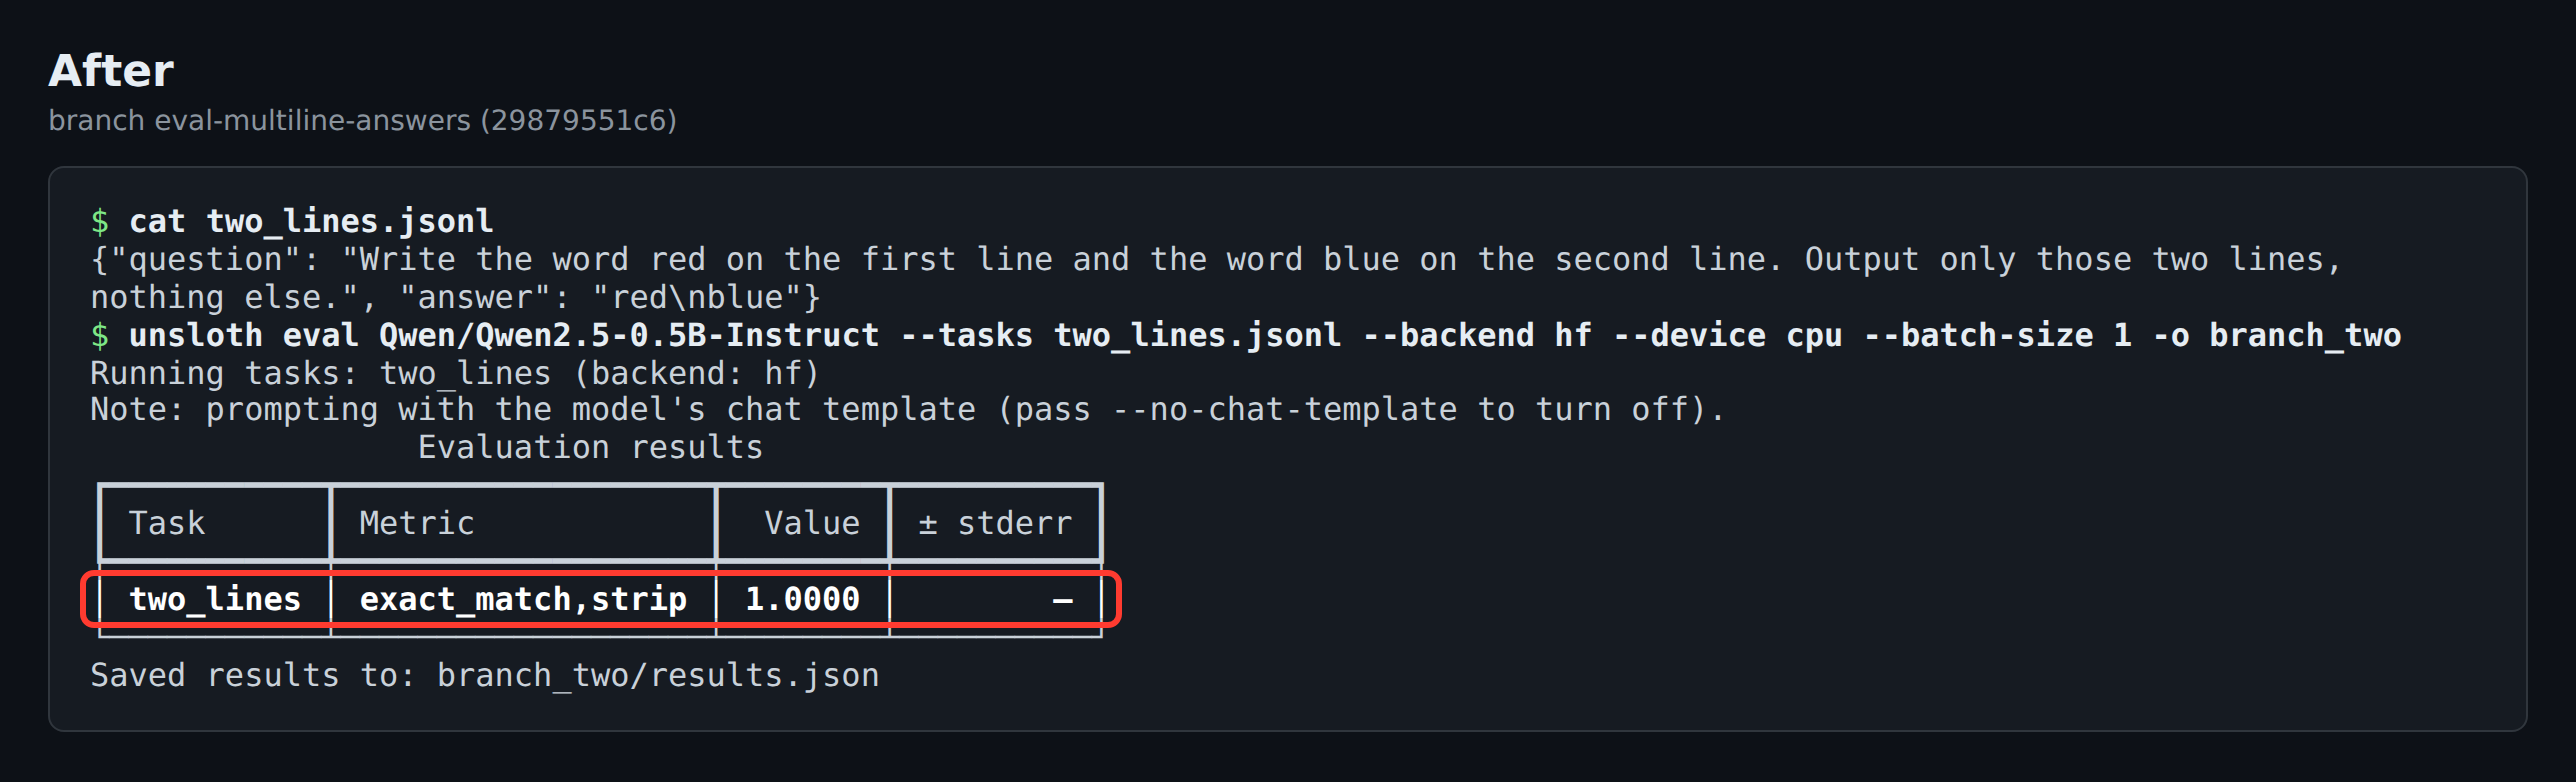 After
branch eval-multiline-answers (29879551c6)
$ cat two_lines.jsonl
{"question": "Write the word red on the first line and the word blue on the second line. Output only those two lines,
nothing else.", "answer": "red\nblue"}
$ unsloth eval Qwen/Qwen2.5-0.5B-Instruct --tasks two_lines.jsonl --backend hf --device cpu --batch-size 1 -o branch_two
Running tasks: two_lines (backend: hf)
Note: prompting with the model's chat template (pass --no-chat-template to turn off).
Evaluation results
Task Metric Value ± stderr
two_lines exact_match,strip 1.0000 —
Saved results to: branch_two/results.json